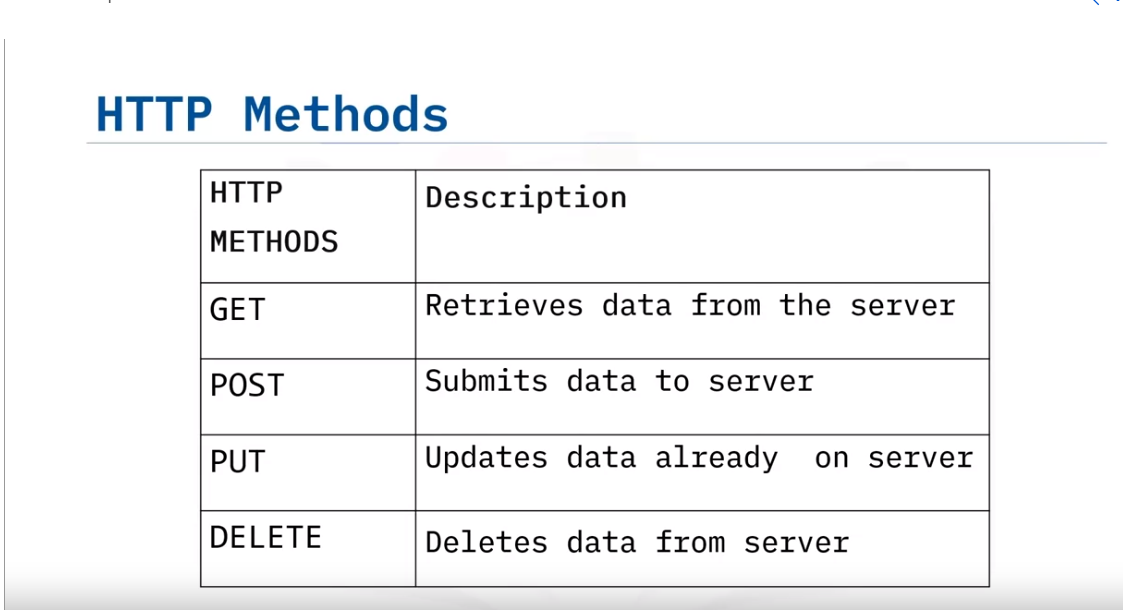 HTTP Methods
HTTP
METHODS
Description
GET
Retrieves data from the server
POST
Submits data to server
PUT
Updates data already on server
DELETE
Deletes data from server